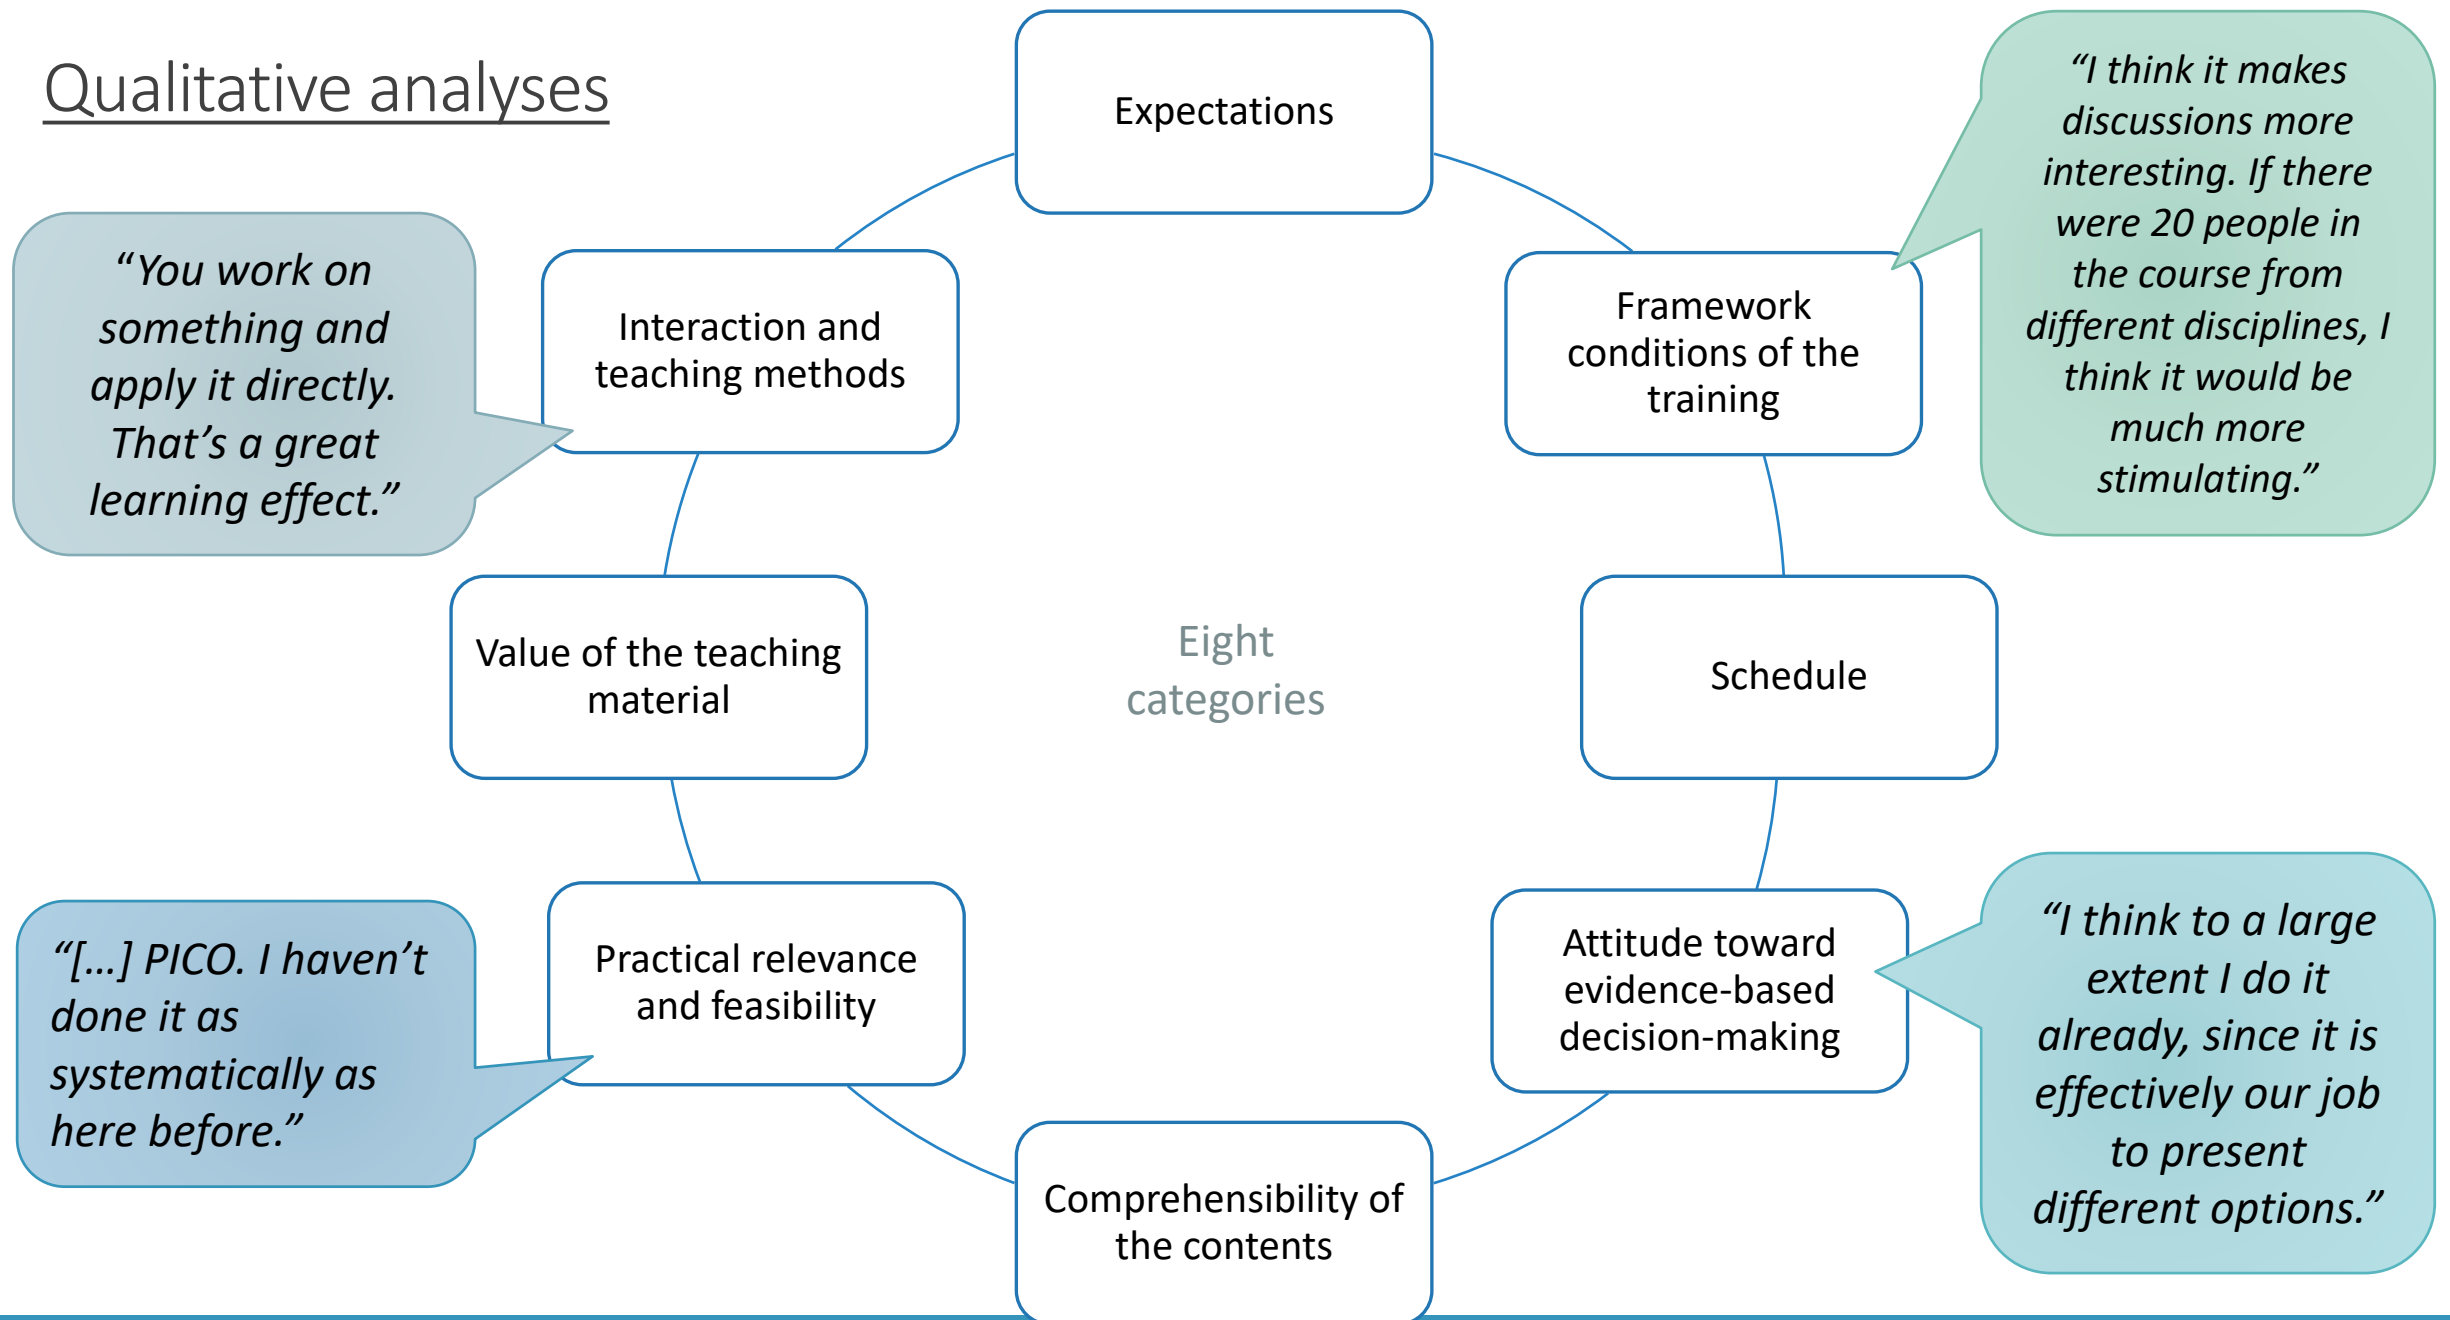 Qualitative analyses
Expectations
“I think it makes
discussions more
interesting. If there
were 20 people in
the course from
different disciplines, I
think it would be
much more
stimulating.”
“You work on
something and
apply it directly.
That’s a great
learning effect.”
Interaction and
teaching methods
Framework
conditions of the
training
Value of the teaching
material
Eight
categories
Schedule
“[…] PICO. I haven’t
done it as
systematically as
here before.”
Practical relevance
and feasibility
Attitude toward
evidence-based
decision-making
“I think to a large
extent I do it
already, since it is
effectively our job
to present
different options.”
Comprehensibility of
the contents